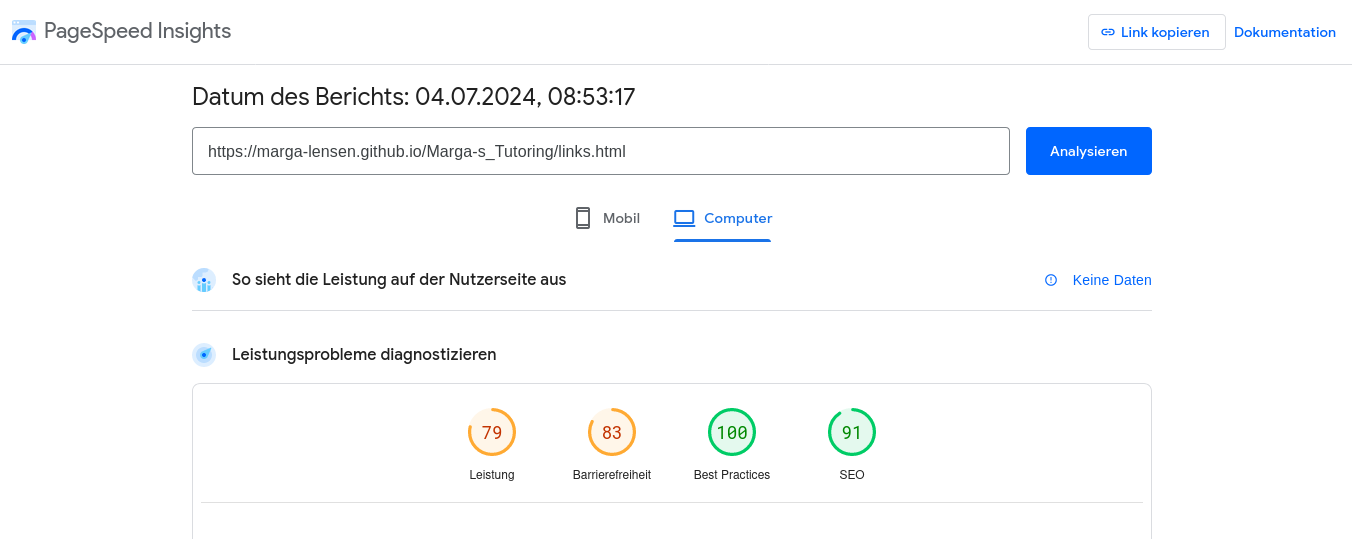 PageSpeed Insights
Link kopieren
Dokumentation
Datum des Berichts: 04.07.2024, 08:53:17
https://marga-lensen.github.io/Marga-s_Tutoring/links.html
Analysieren
Mobil
Computer
So sieht die Leistung auf der Nutzerseite aus
Keine Daten
Leistungsprobleme diagnostizieren
79
83
100
91
Leistung
Barrierefreiheit
Best Practices
SEO